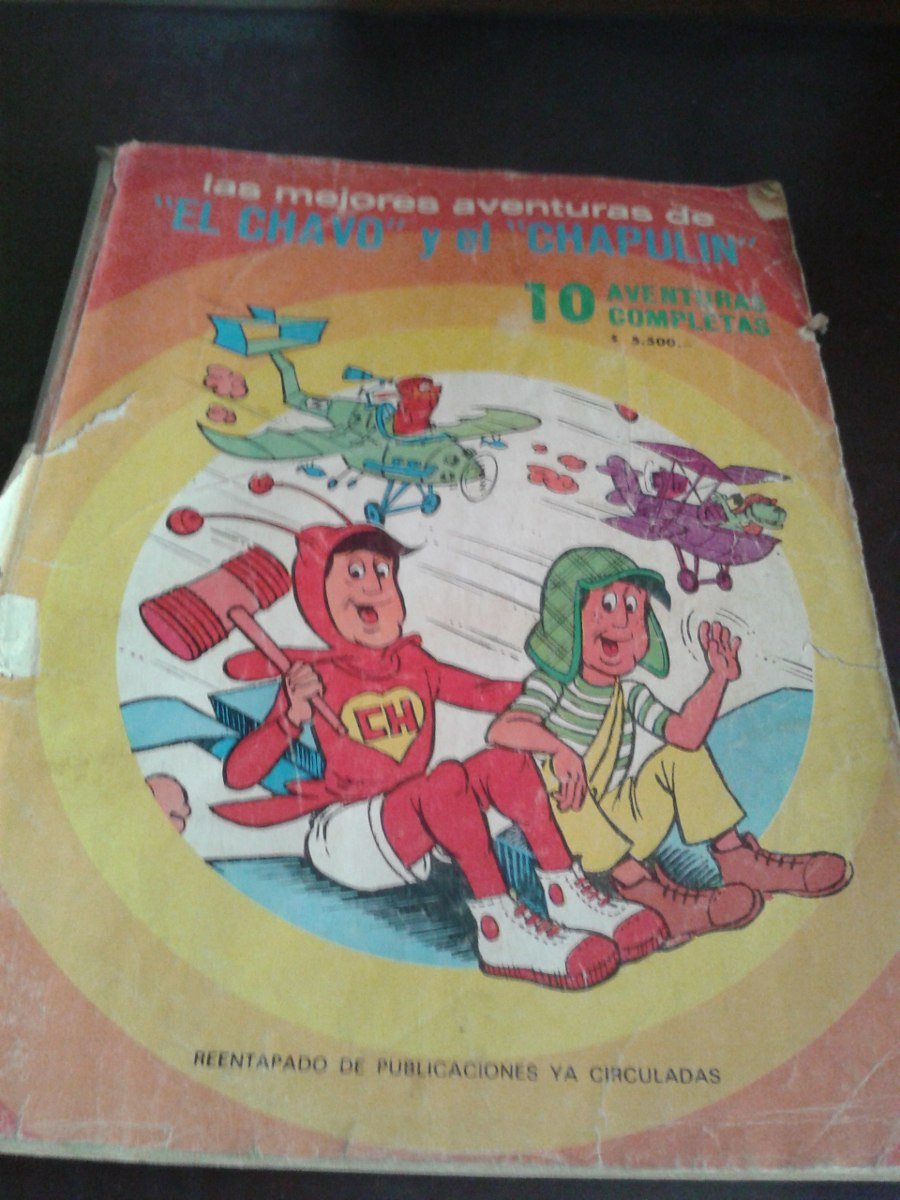 las mejores aventuras de
"EL CHAVO" y el "CHAPULIN"
10 AVENTURAS
COMPLETAS
$ 5.500.-
CH
REENTAPADO DE PUBLICACIONES YA CIRCULADAS